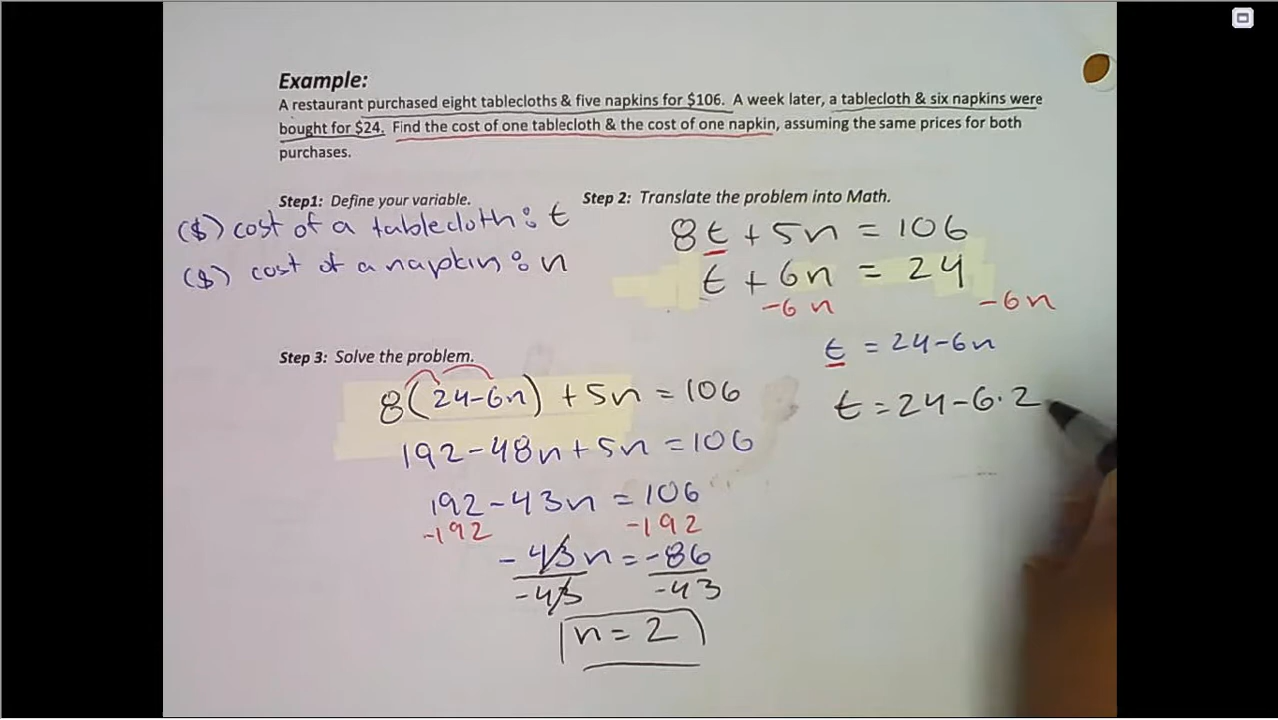 Example:
A restaurant purchased eight tablecloths & five napkins for $106. A week later, a tablecloth & six napkins were
bought for $24. Find the cost of one tablecloth & the cost of one napkin, assuming the same prices for both
purchases.
Step1: Define your variable.
($) cost of a tablecloth: t
($) cost of a napkin: n
Step 2: Translate the problem into Math.
8t + 5n = 106
t + 6n = 24
-6n -6n
t = 24-6n
t = 24-6·2
Step 3: Solve the problem.
8(24-6n) + 5n = 106
192-48n+5n = 106
192-43n = 106
-192 -192
-43n = -86
-43 -43
n = 2